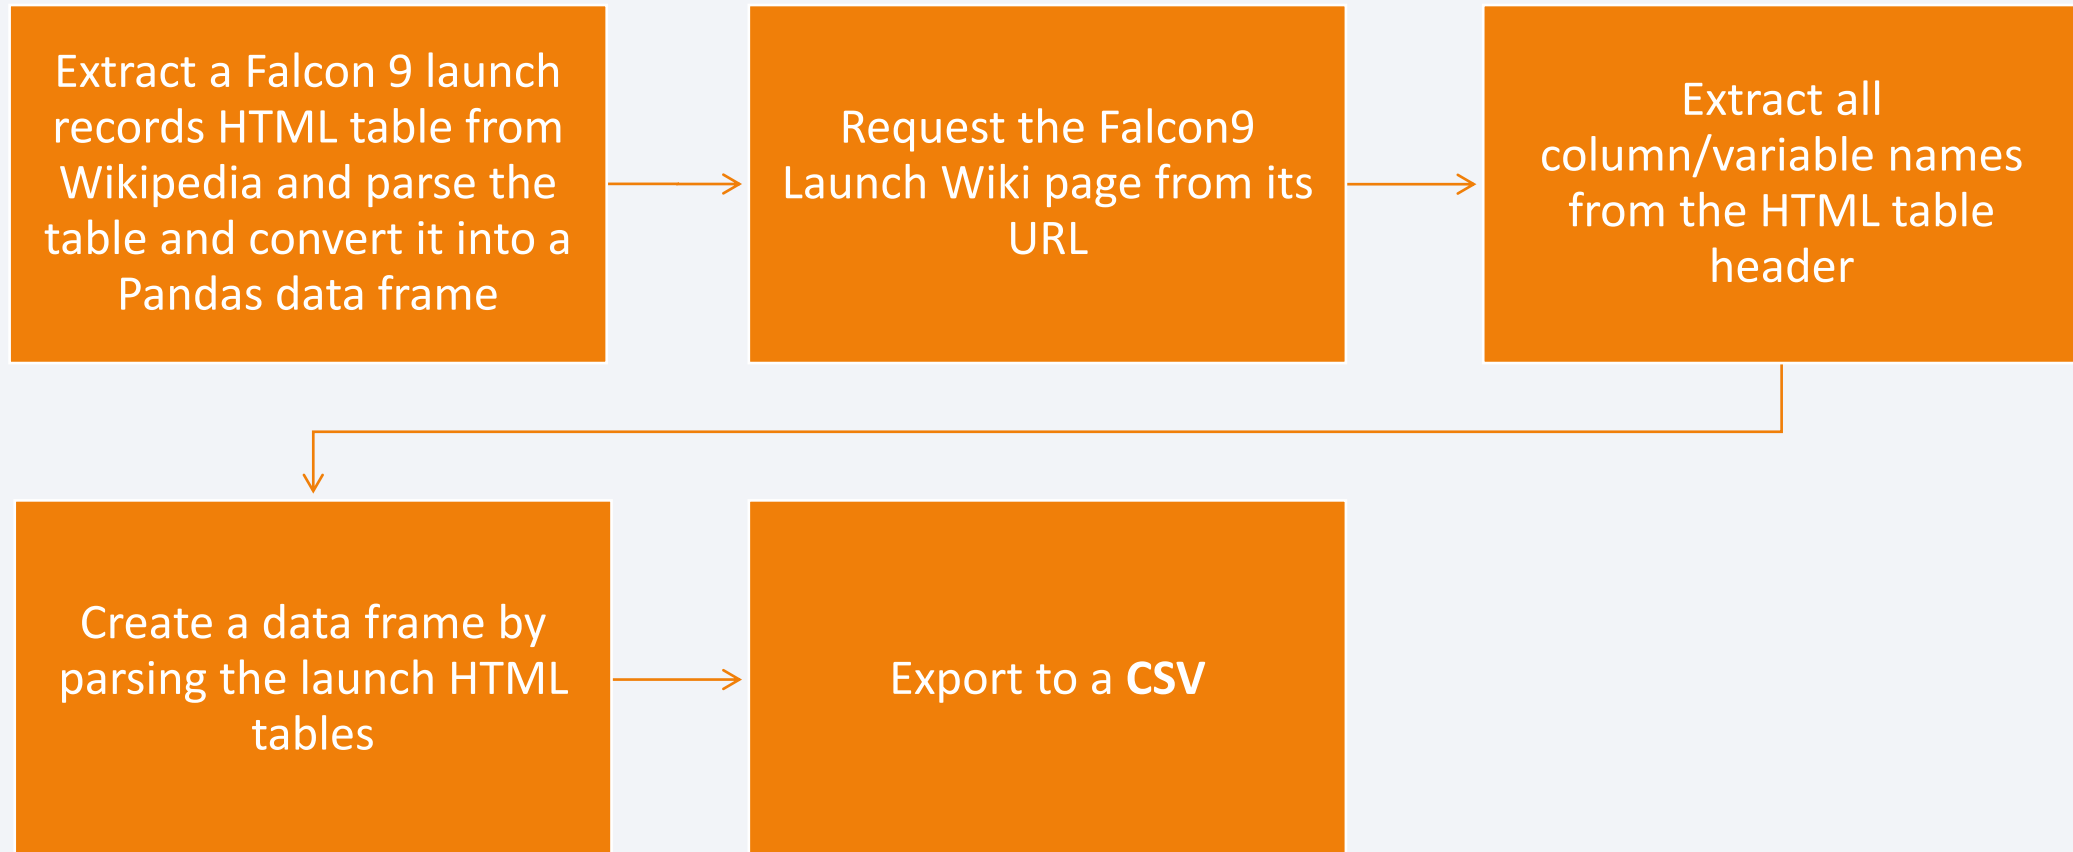 Extract a Falcon 9 launch
records HTML table from
Wikipedia and parse the
table and convert it into a
Pandas data frame
Request the Falcon9
Launch Wiki page from its
URL
Extract all
column/variable names
from the HTML table
header
Create a data frame by
parsing the launch HTML
tables
Export to a CSV